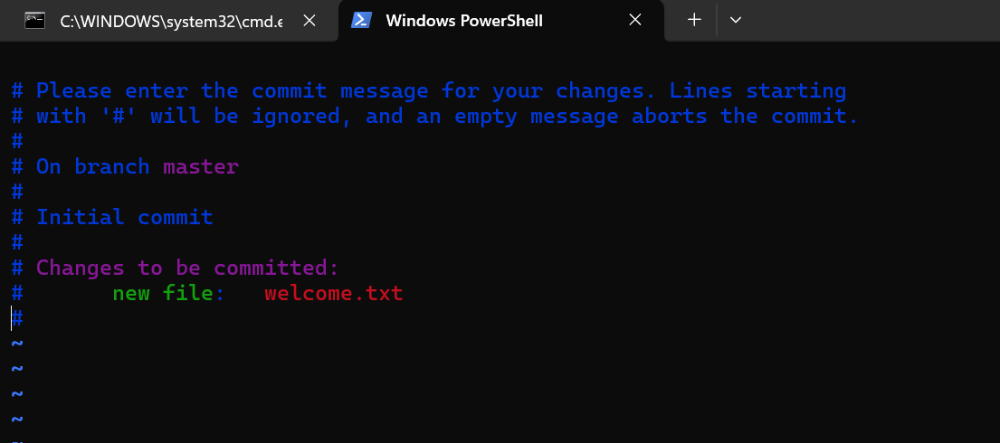 C:\WINDOWS\system32\cmd.e
Windows PowerShell
# Please enter the commit message for your changes. Lines starting
# with '#' will be ignored, and an empty message aborts the commit.
#
# On branch master
#
# Initial commit
#
# Changes to be committed:
#       new file:   welcome.txt
#
~
~
~
~